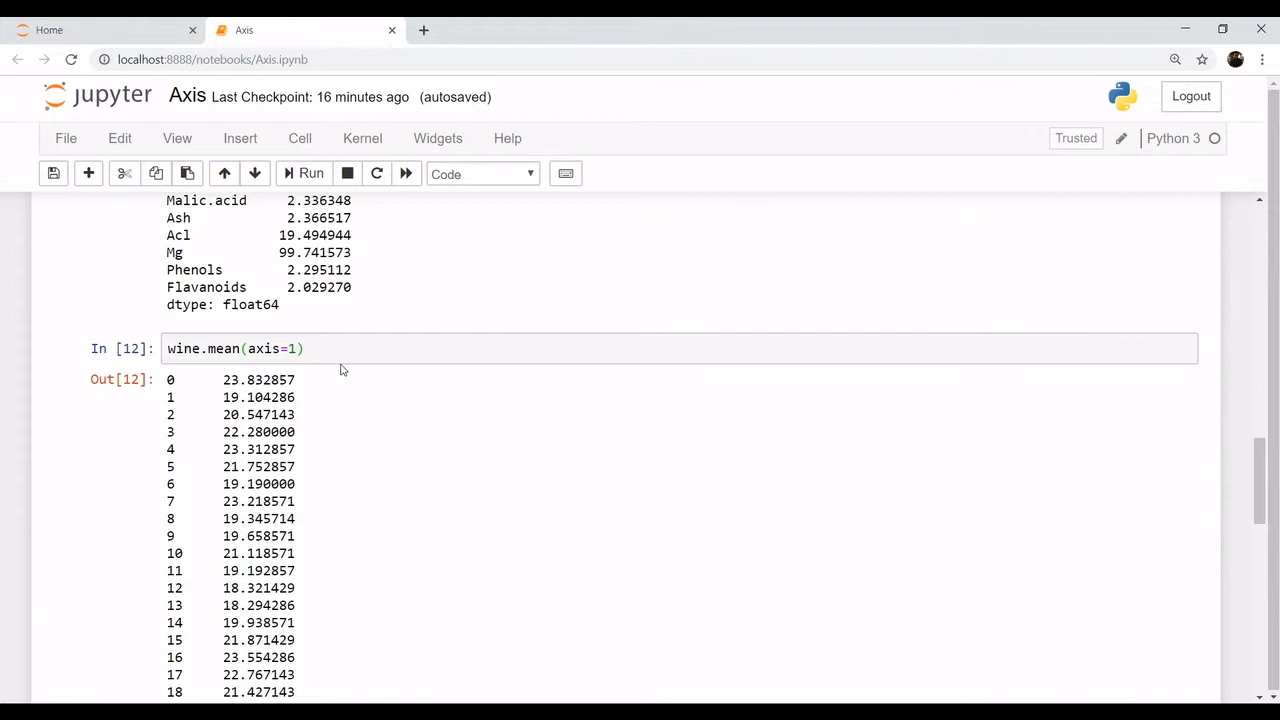 Home
Axis
localhost:8888/notebooks/Axis.ipynb
jupyter Axis Last Checkpoint: 16 minutes ago (autosaved)
Logout
File Edit View Insert Cell Kernel Widgets Help
Trusted Python 3
Run Code
Malic.acid 2.336348
Ash 2.366517
Acl 19.494944
Mg 99.741573
Phenols 2.295112
Flavanoids 2.029270
dtype: float64
In [12]: wine.mean(axis=1)
Out[12]: 0 23.832857
1 19.104286
2 20.547143
3 22.280000
4 23.312857
5 21.752857
6 19.190000
7 23.218571
8 19.345714
9 19.658571
10 21.118571
11 19.192857
12 18.321429
13 18.294286
14 19.938571
15 21.871429
16 23.554286
17 22.767143
18 21.427143